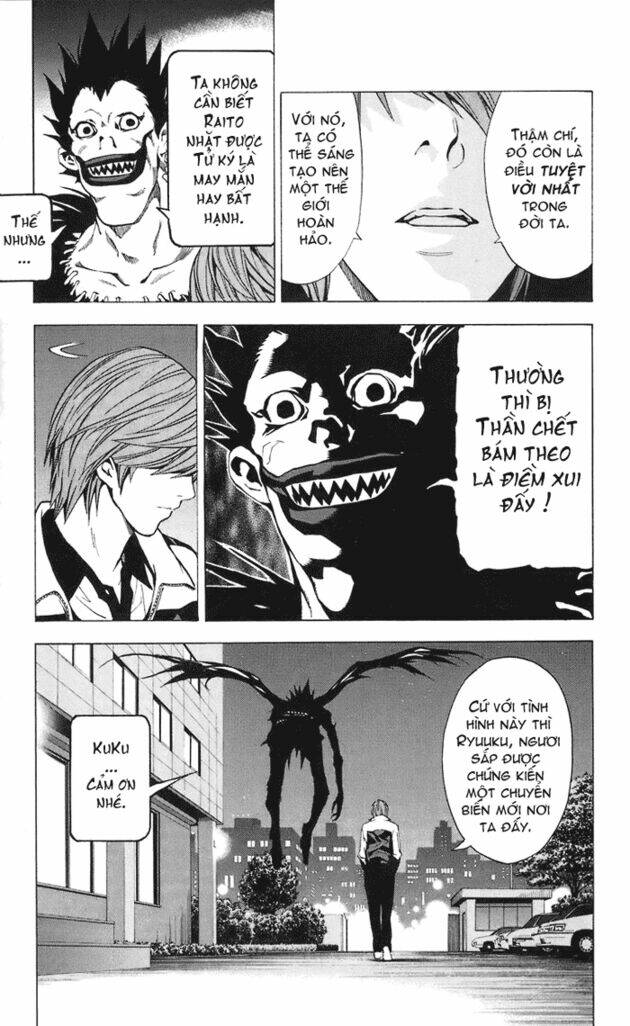 THẬM CHÍ,
ĐÓ CÒN LÀ
ĐIỀU TUYỆT
VỜI NHẤT
TRONG
ĐỜI TA.
VỚI NÓ,
TA CÓ
THỂ SÁNG
TẠO NÊN
MỘT THẾ
GIỚI
HOÀN
HẢO.
TA KHÔNG
CẦN BIẾT
RAITO
NHẶT ĐƯỢC
TỬ KÝ LÀ
MAY MẮN
HAY BẤT
HẠNH.
THẾ
NHƯNG
...
THƯỜNG
THÌ BỊ
THẦN CHẾT
BÁM THEO
LÀ ĐIỀM XUI
ĐẤY !
CỨ VỚI TÌNH
HÌNH NÀY THÌ
RYUUKU, NGƯƠI
SẮP ĐƯỢC
CHỨNG KIẾN
MỘT CHUYỂN
BIẾN MỚI NƠI
TA ĐẤY.
KUKU
...
CẢM ƠN
NHÉ.